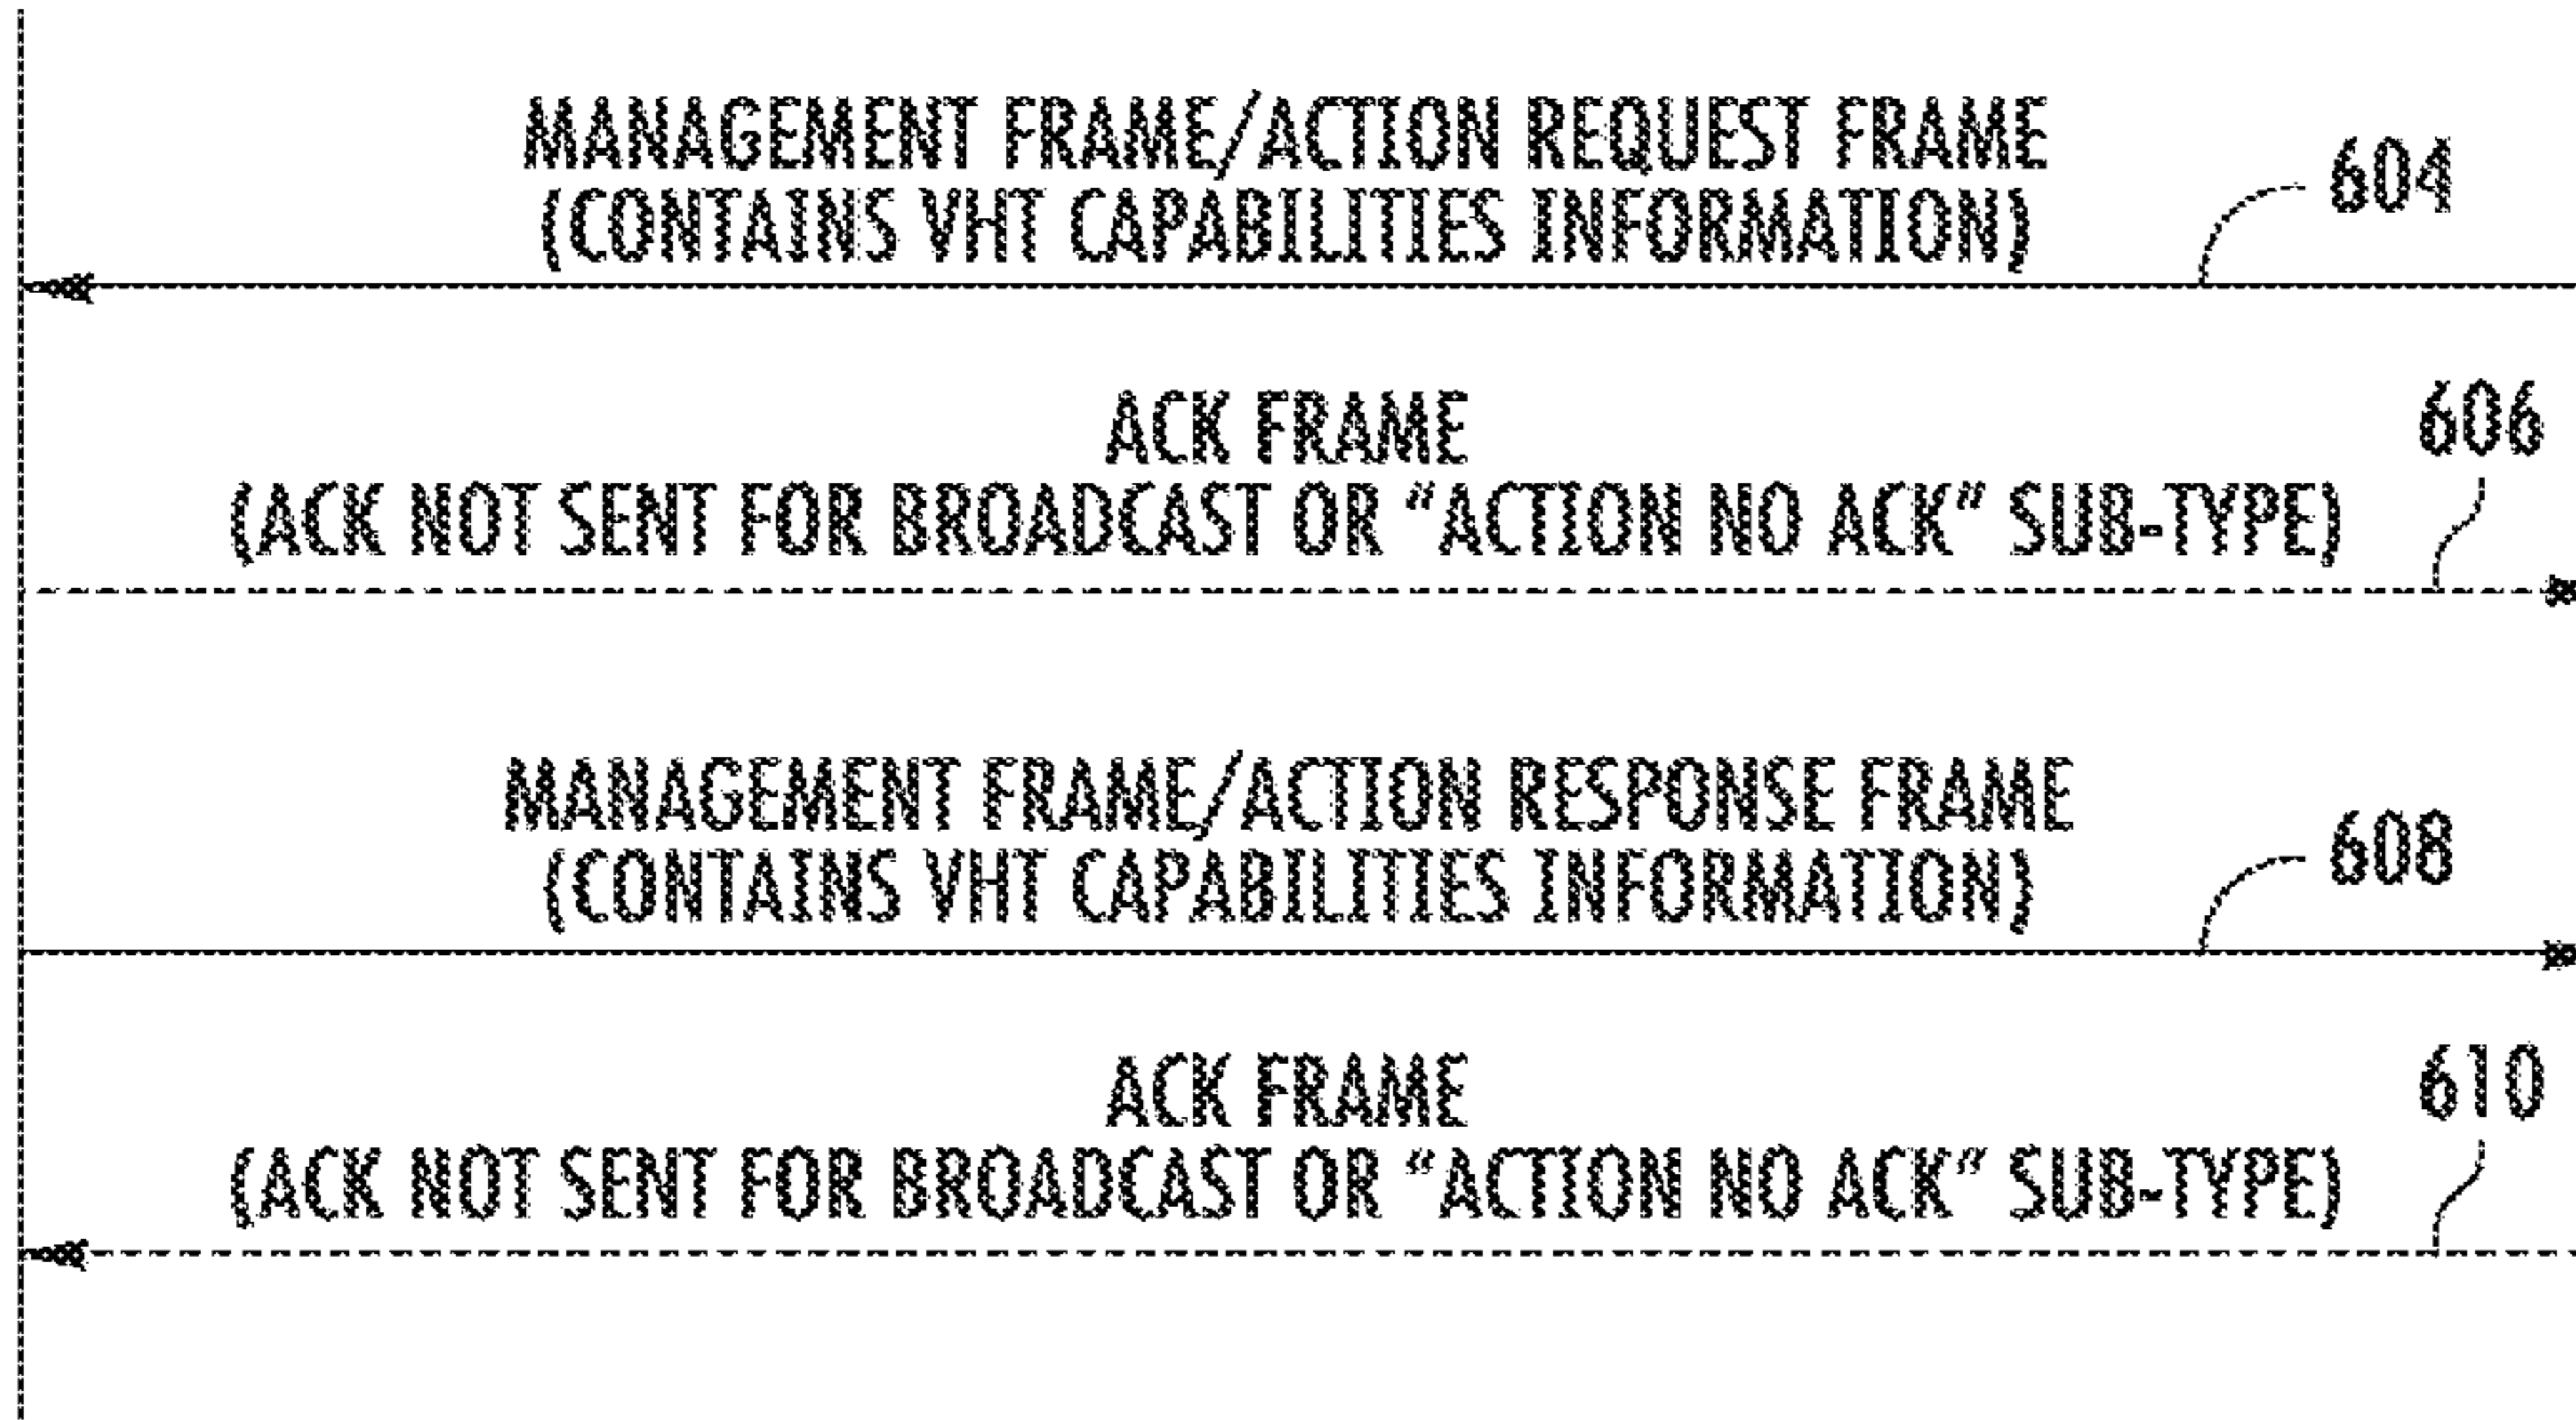 MANAGEMENT FRAME/ACTION REQUEST FRAME
(CONTAINS VHT CAPABILITIES INFORMATION)
604
ACK FRAME
606
(ACK NOT SENT FOR BROADCAST OR “ACTION NO ACK” SUB-TYPE)
MANAGEMENT FRAME/ACTION RESPONSE FRAME
(CONTAINS VHT CAPABILITIES INFORMATION)
608
ACK FRAME
610
(ACK NOT SENT FOR BROADCAST OR “ACTION NO ACK” SUB-TYPE)